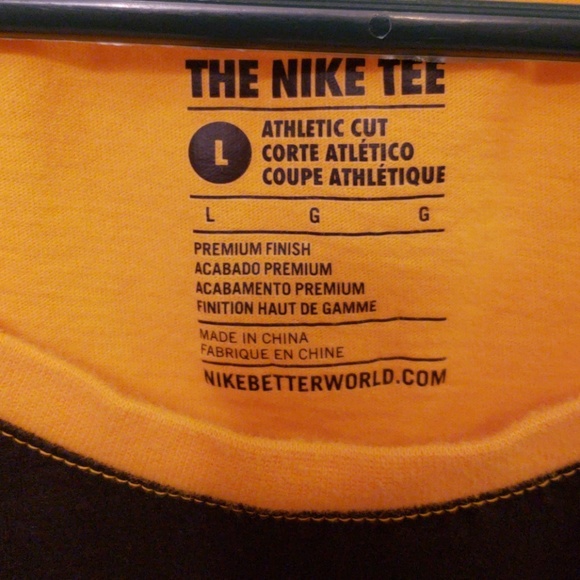 THE NIKE TEE
L
ATHLETIC CUT
CORTE ATLÉTICO
COUPE ATHLÉTIQUE
L G G
PREMIUM FINISH
ACABADO PREMIUM
ACABAMENTO PREMIUM
FINITION HAUT DE GAMME
MADE IN CHINA
FABRIQUE EN CHINE
NIKEBETTERWORLD.COM